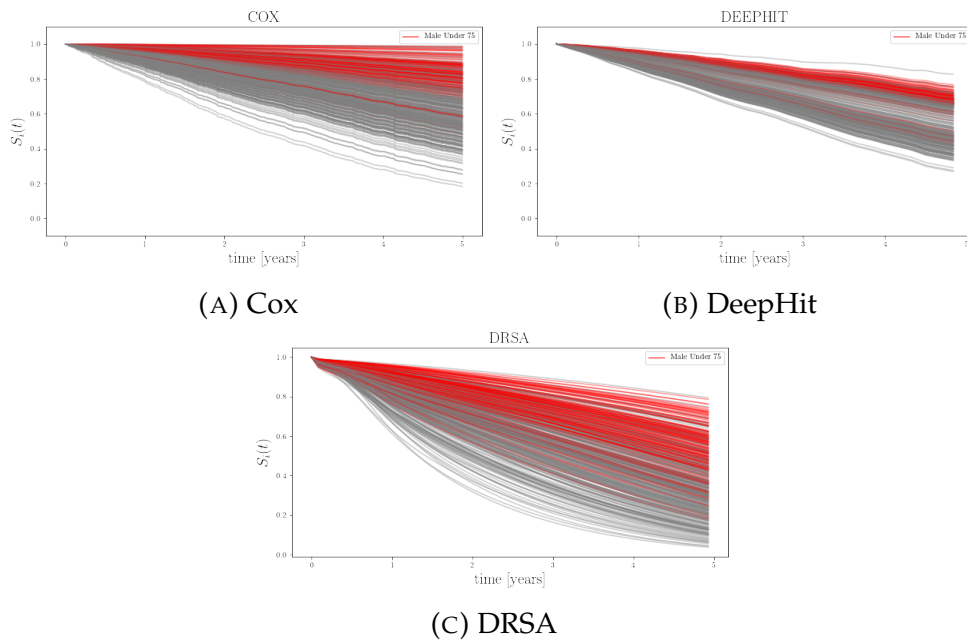 COX
Male Under 75
1.0
0.8
0.6
0.4
0.2
0.0
S_i(t)
0 1 2 3 4 5
time [years]
(A) Cox
DEEPHIT
Male Under 75
1.0
0.8
0.6
0.4
0.2
0.0
S_i(t)
0 1 2 3 4 5
time [years]
(B) DeepHit
DRSA
Male Under 75
1.0
0.8
0.6
0.4
0.2
0.0
S_i(t)
0 1 2 3 4 5
time [years]
(C) DRSA